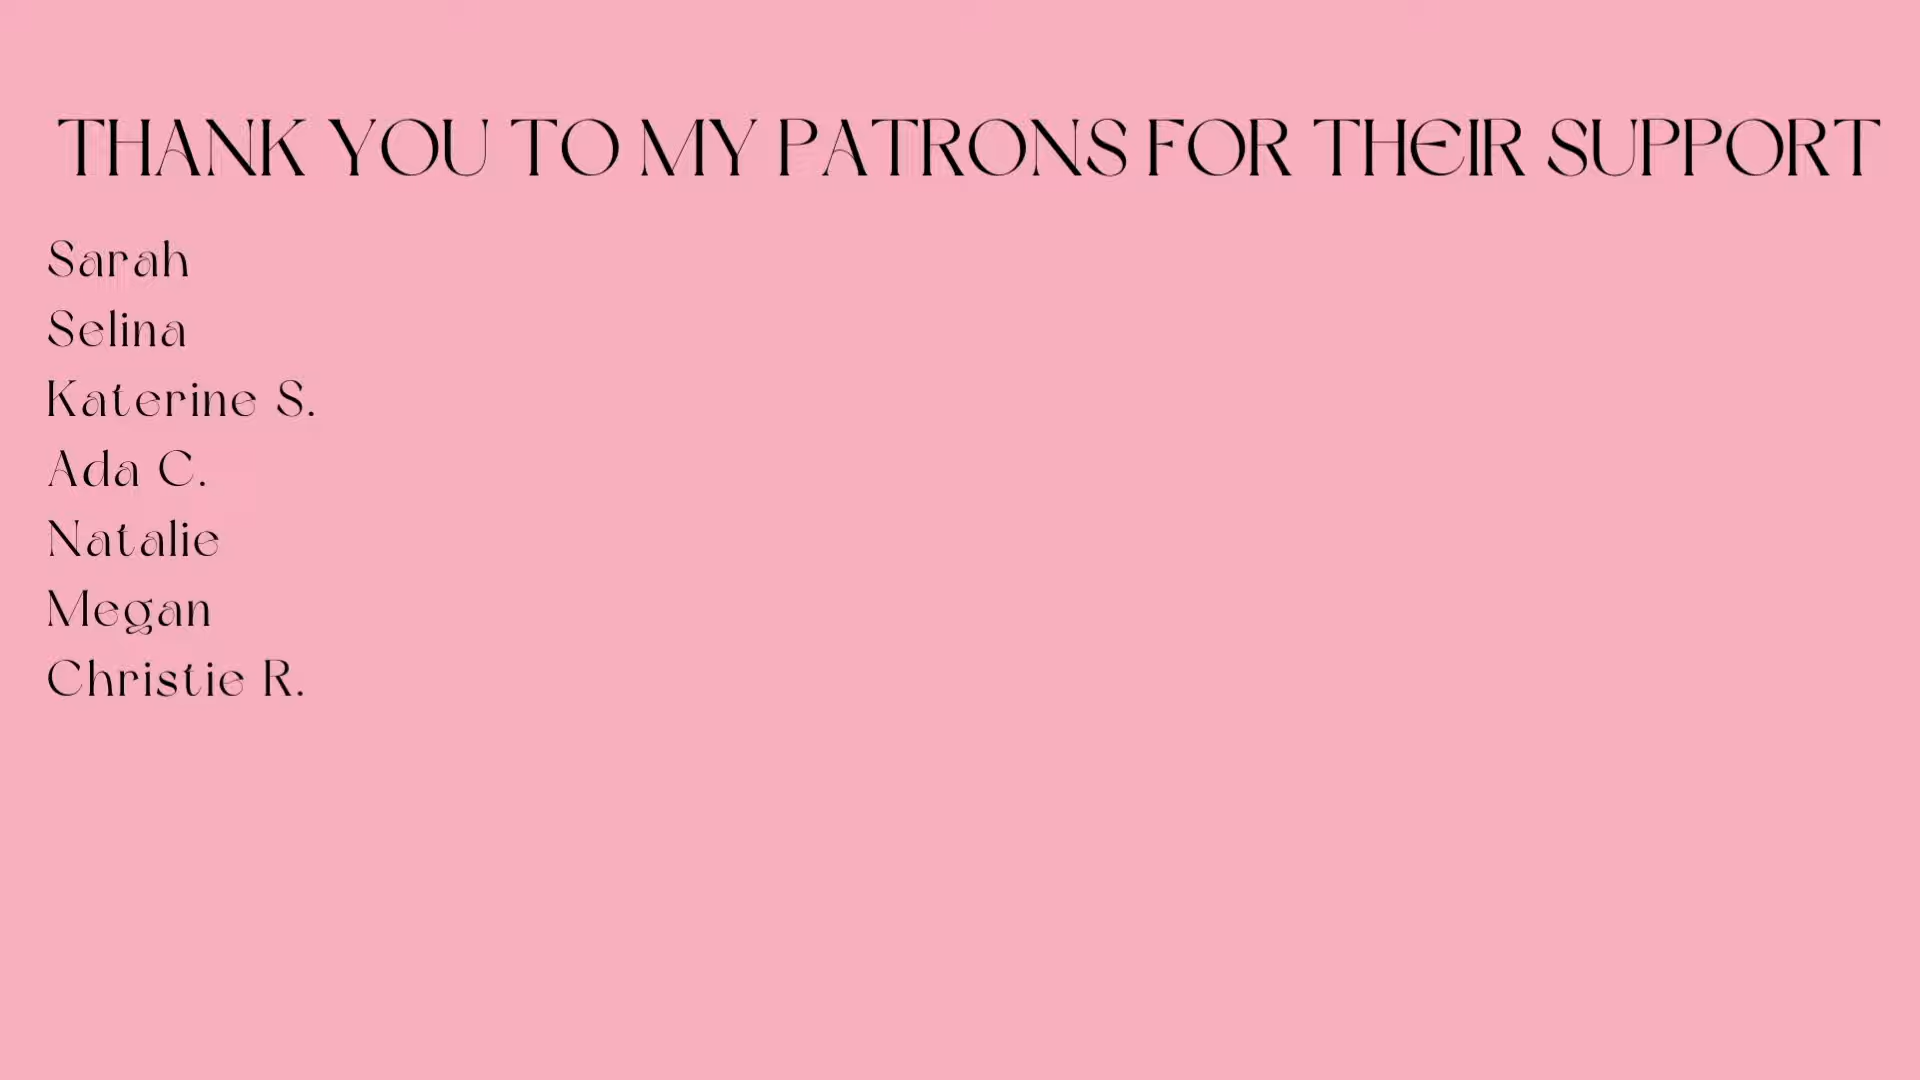 THANK YOU TO MY PATRONS FOR THEIR SUPPORT
Sarah
Selina
Katerine S.
Ada C.
Natalie
Megan
Christie R.